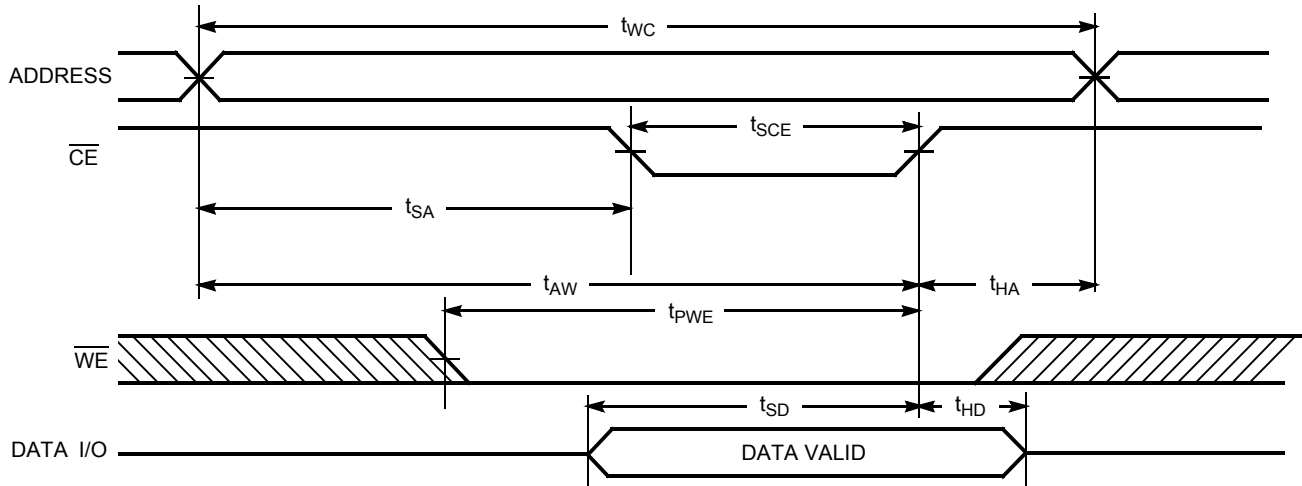 tWC
ADDRESS
tSCE
CE
tSA
tAW
tHA
tPWE
WE
tSD
tHD
DATA I/O
DATA VALID